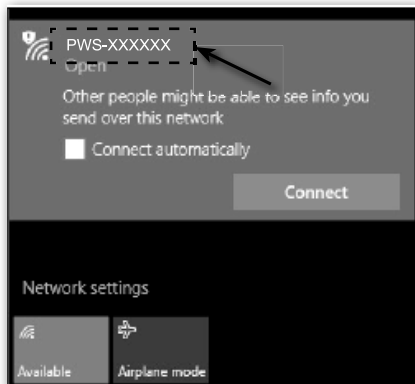 PWS-XXXXXX
Open
Other people might be able to see info you
send over this network
Connect automatically
Connect
Network settings
Available
Airplane mode